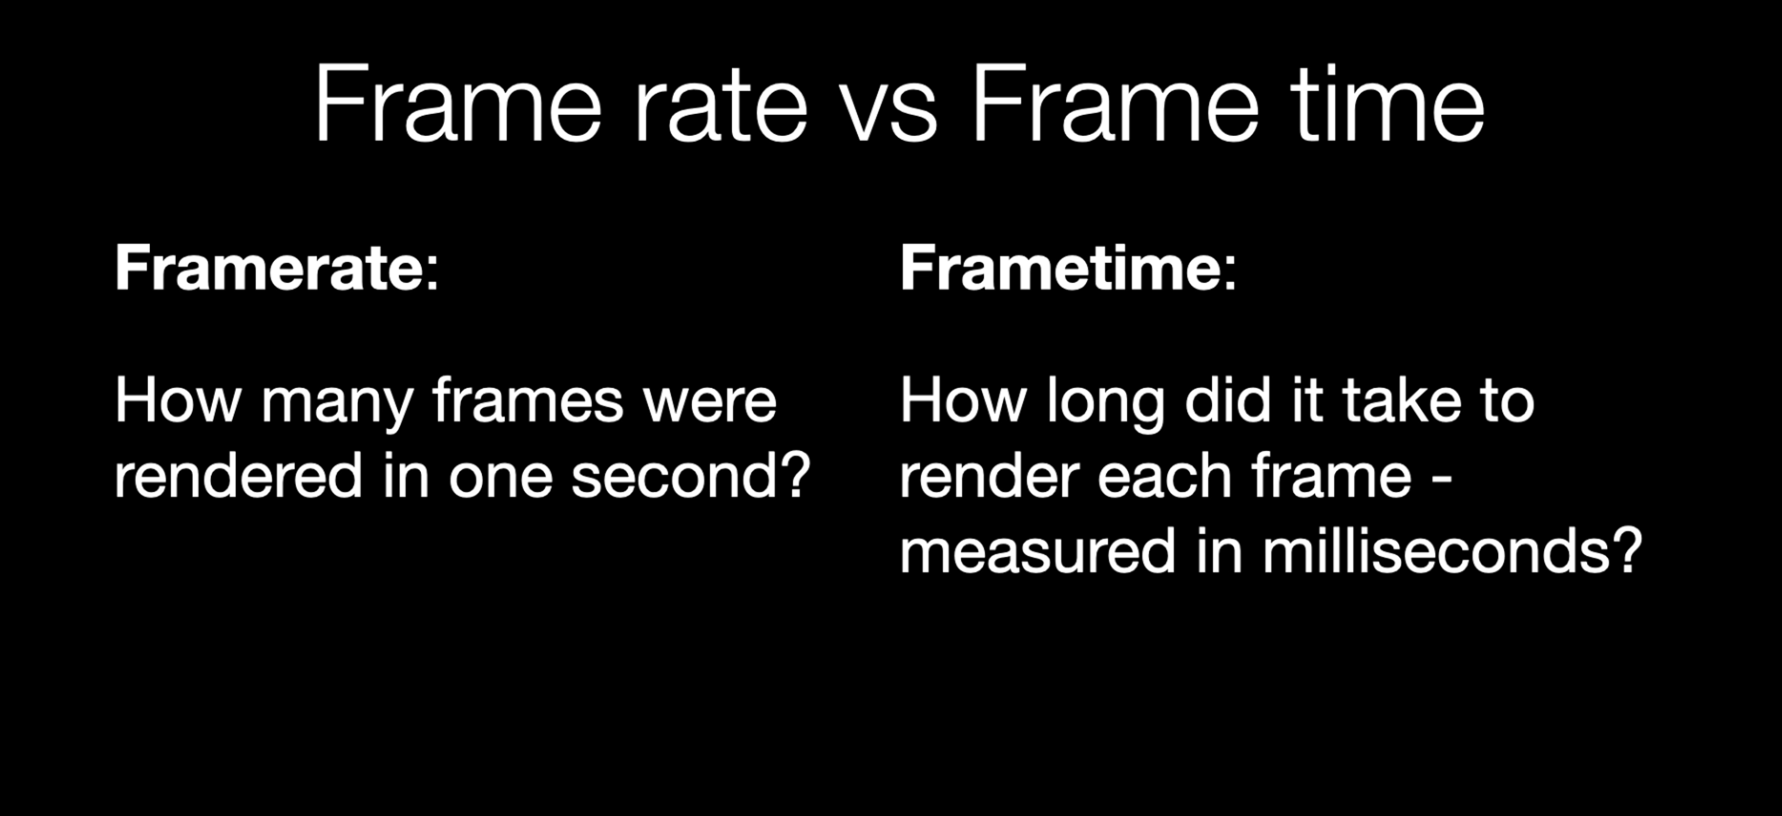 Frame rate vs Frame time
Framerate:
How many frames were
rendered in one second?
Frametime:
How long did it take to
render each frame -
measured in milliseconds?